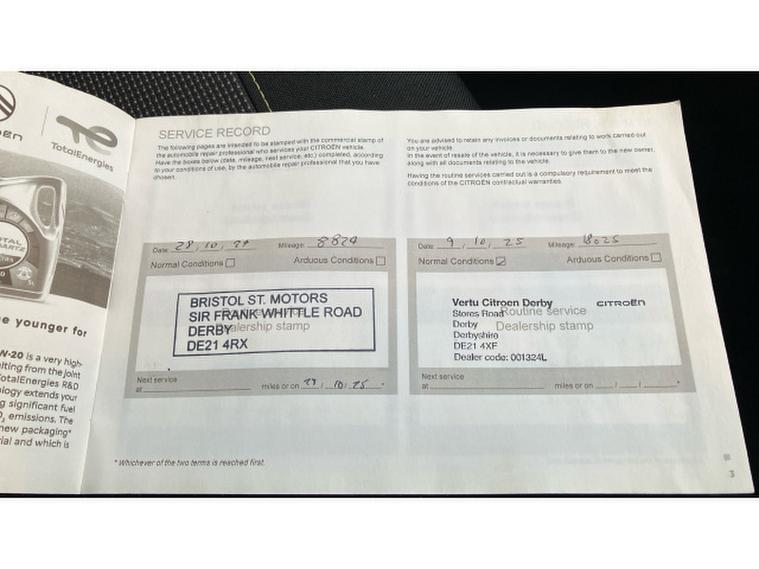 TotalEnergies
SERVICE RECORD
The following pages are intended to be stamped with the commercial stamp of
the automobile repair professional who services your CITROËN vehicle.
Have the boxes below (date, mileage, next service, etc.) completed, according
to your conditions of use, by the automobile repair professional that you have
chosen.
You are advised to retain any invoices or documents relating to work carried out
on your vehicle.
In the event of resale of the vehicle, it is necessary to give them to the new owner,
along with all documents relating to the vehicle.
Having the routine services carried out is a compulsory requirement to meet the
conditions of the CITROËN contractual warranties.
Date: 28, 10, 24 Mileage: 8824
Normal Conditions Arduous Conditions
BRISTOL ST. MOTORS
SIR FRANK WHITTLE ROAD
DERBY
DE21 4RX
Dealership stamp
Next service
at miles or on 27, 10, 25 *
Date: 9, 10, 25 Mileage: 18025
Normal Conditions Arduous Conditions
Vertu Citroen Derby CITROËN
Stores Road
Derby
Derbyshire
DE21 4XF
Dealer code: 001324L
Routine service
Dealership stamp
Next service
at miles or on / / *
* Whichever of the two terms is reached first.
3
e younger for
W-20 is a very high-
ulting from the joint
TotalEnergies R&D
ology extends your
g significant fuel
emissions. The
new packaging*
ial and which is